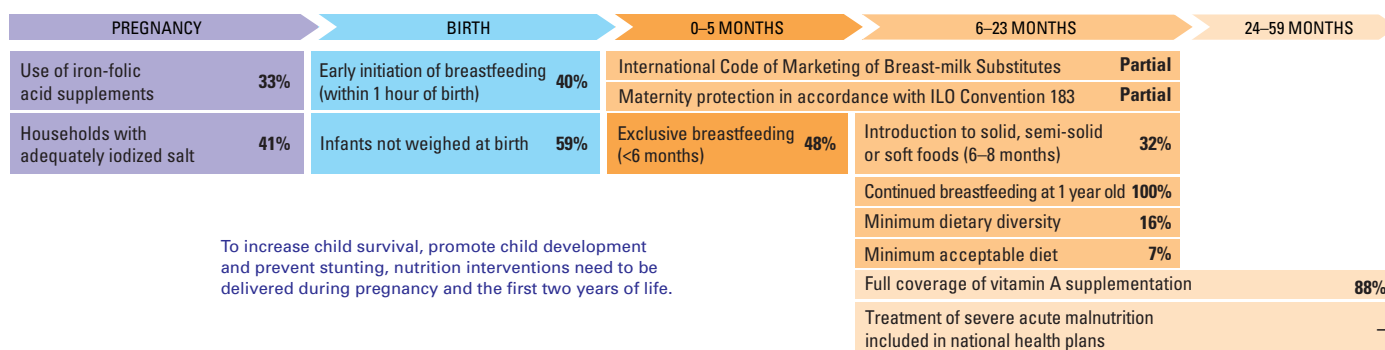 PREGNANCY
BIRTH
0–5 MONTHS
6–23 MONTHS
24–59 MONTHS
Use of iron-folic
acid supplements
33%
Households with
adequately iodized salt
41%
Early initiation of breastfeeding
(within 1 hour of birth)
40%
Infants not weighed at birth 59%
International Code of Marketing of Breast-milk Substitutes Partial
Maternity protection in accordance with ILO Convention 183 Partial
Exclusive breastfeeding
(<6 months)
48%
Introduction to solid, semi-solid
or soft foods (6–8 months)
32%
Continued breastfeeding at 1 year old 100%
Minimum dietary diversity 16%
Minimum acceptable diet 7%
Full coverage of vitamin A supplementation 88%
Treatment of severe acute malnutrition
included in national health plans
–
To increase child survival, promote child development
and prevent stunting, nutrition interventions need to be
delivered during pregnancy and the first two years of life.